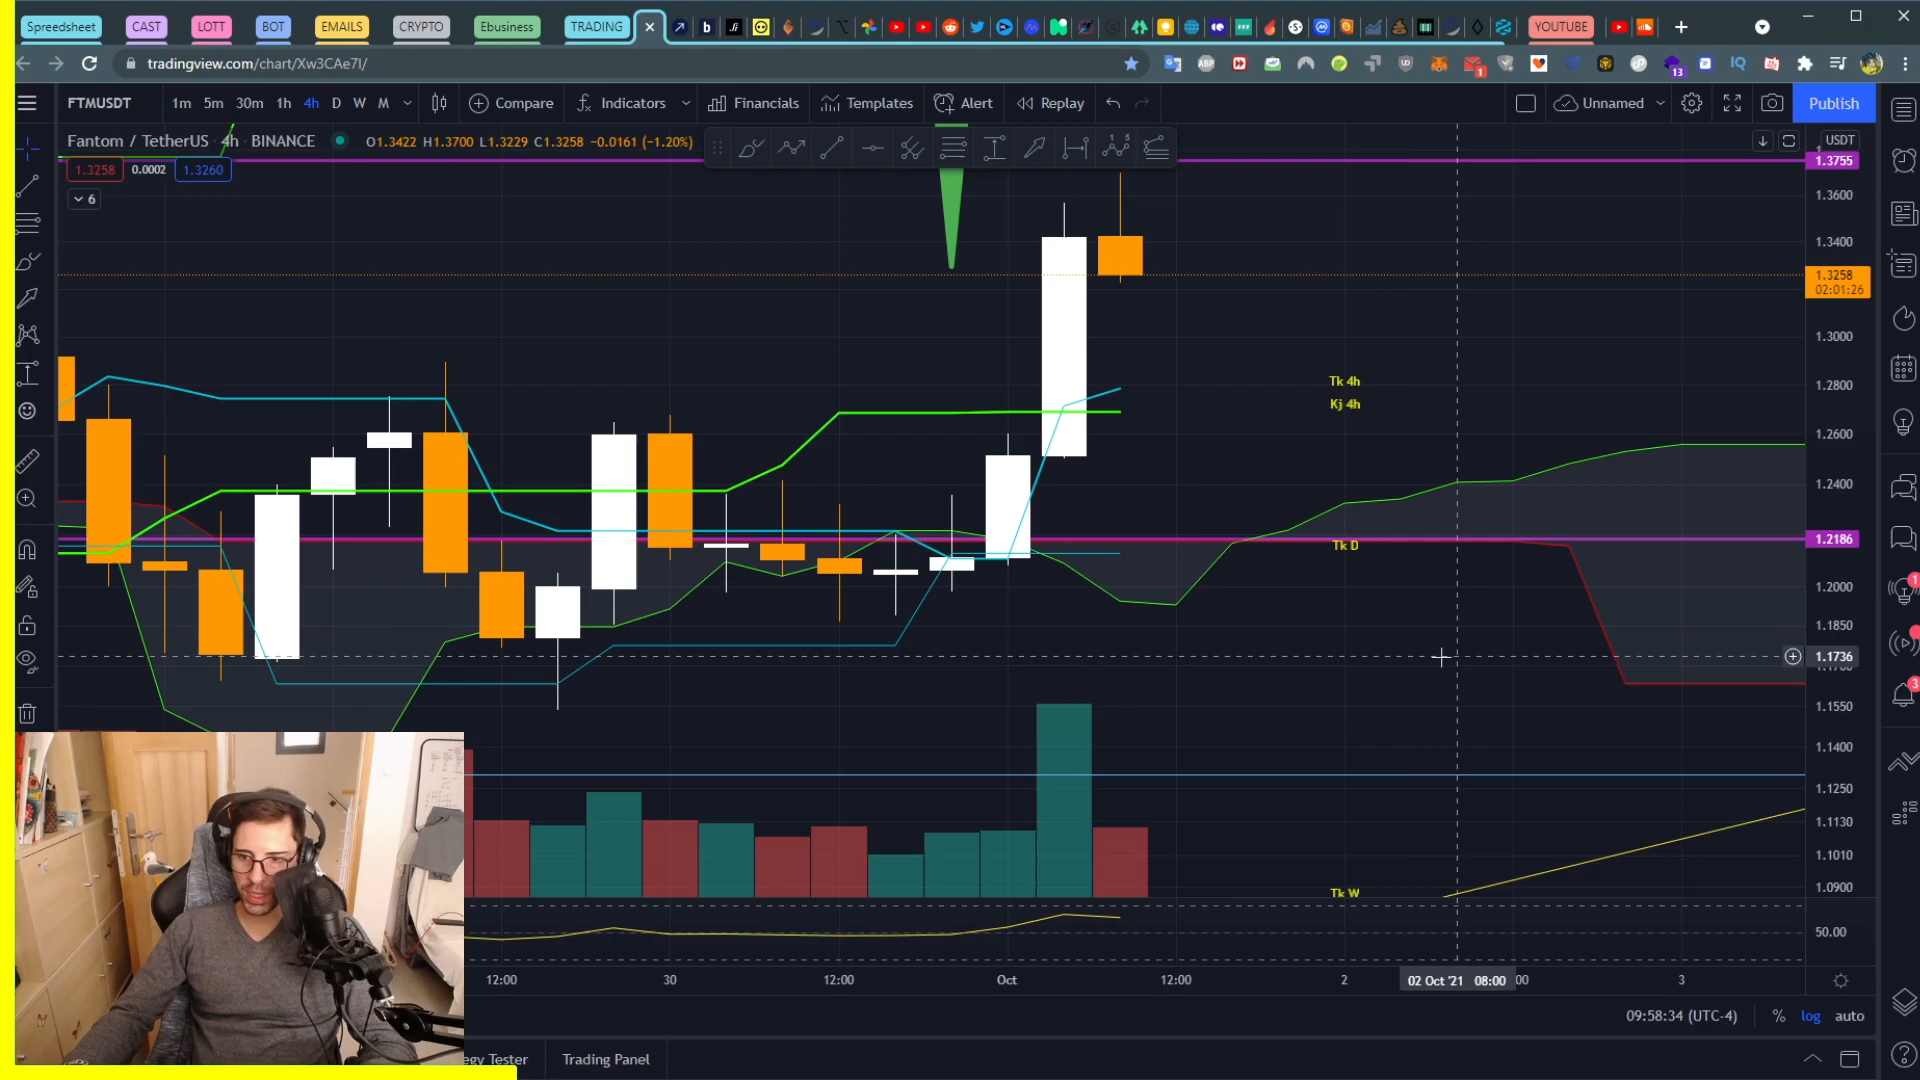 Spreedsheet CAST LOTT BOT EMAILS CRYPTO Ebusiness TRADING YOUTUBE
tradingview.com/chart/Xw3CAe7I/
FTMUSDT 1m 5m 30m 1h 4h D W M Compare Indicators Financials Templates Alert Replay Unnamed Publish
Fantom / TetherUS 4h BINANCE O1.3422 H1.3700 L1.3229 C1.3258 −0.0161 (−1.20%)
1.3258 0.0002 1.3260
6
USDT
1.3755
1.3600
1.3400
1.3258
02:01:26
1.3000
1.2800
1.2600
1.2400
1.2186
1.2000
1.1850
1.1736
1.1550
1.1400
1.1250
1.1130
1.1010
1.0900
50.00
Tk 4h
Kj 4h
Tk D
Tk W
12:00 30 12:00 Oct 12:00 2 02 Oct '21 08:00 :00 3
09:58:34 (UTC-4) % log auto
egy Tester Trading Panel